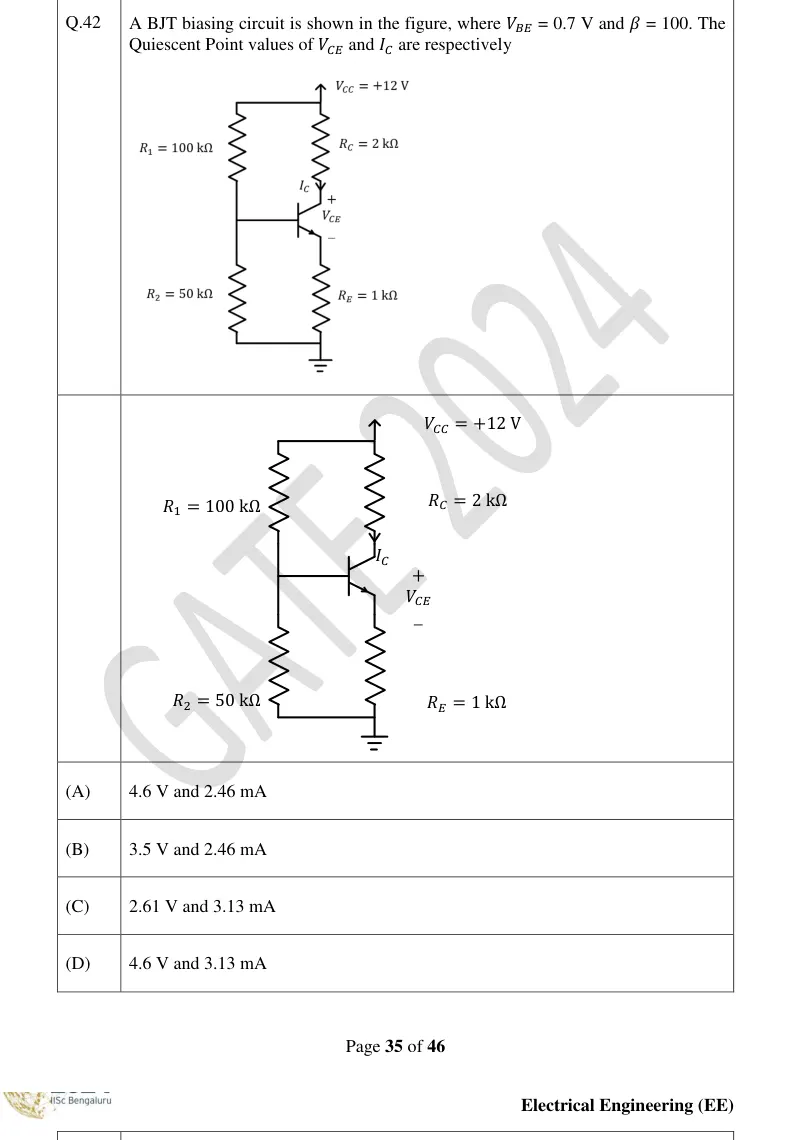 Q.42
A BJT biasing circuit is shown in the figure, where V_BE = 0.7 V and β = 100. The
Quiescent Point values of V_CE and I_C are respectively
V_CC = +12 V
R_1 = 100 kΩ
R_C = 2 kΩ
I_C
+
V_CE
−
R_2 = 50 kΩ
R_E = 1 kΩ
GATE 2024
V_CC = +12 V
R_1 = 100 kΩ
R_C = 2 kΩ
I_C
+
V_CE
−
R_2 = 50 kΩ
R_E = 1 kΩ
(A) 4.6 V and 2.46 mA
(B) 3.5 V and 2.46 mA
(C) 2.61 V and 3.13 mA
(D) 4.6 V and 3.13 mA
Page 35 of 46
IISc Bengaluru
Electrical Engineering (EE)